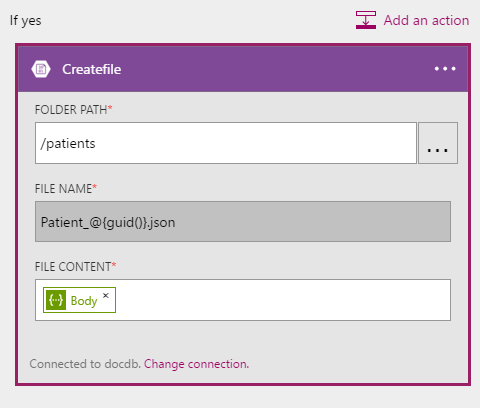 If yes
Add an action
Createfile
...
FOLDER PATH*
/patients
...
FILE NAME*
Patient_@{guid()}.json
FILE CONTENT*
{···} Body ×
Connected to docdb. Change connection.